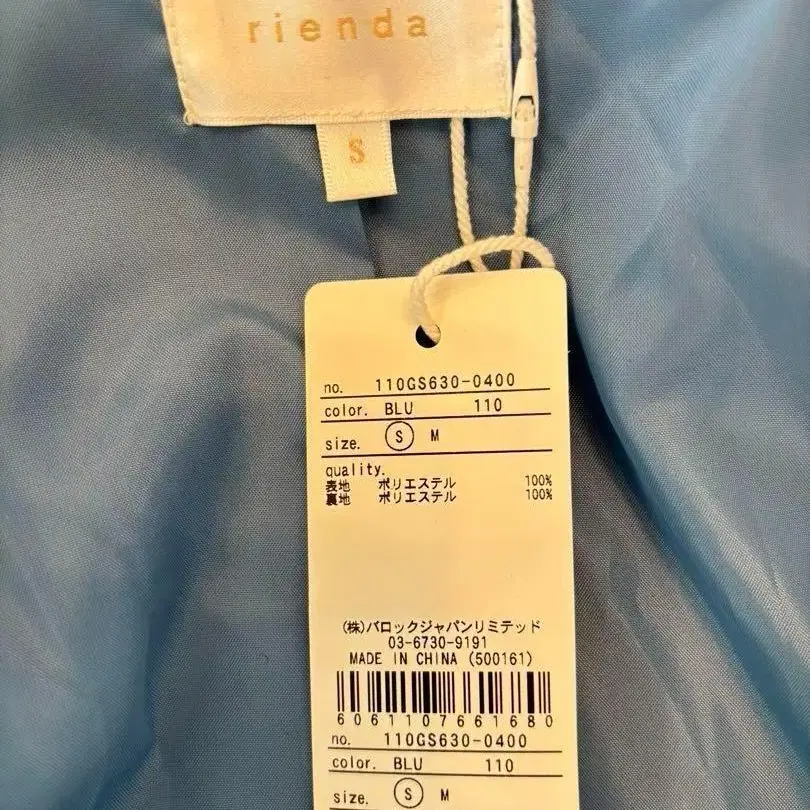 rienda
S
no. 110GS630-0400
color. BLU 110
size. S M
quality.
表地 ポリエステル 100%
裏地 ポリエステル 100%
(株)バロックジャパンリミテッド
03-6730-9191
MADE IN CHINA (500161)
6061107661680
no. 110GS630-0400
color. BLU 110
size. S M